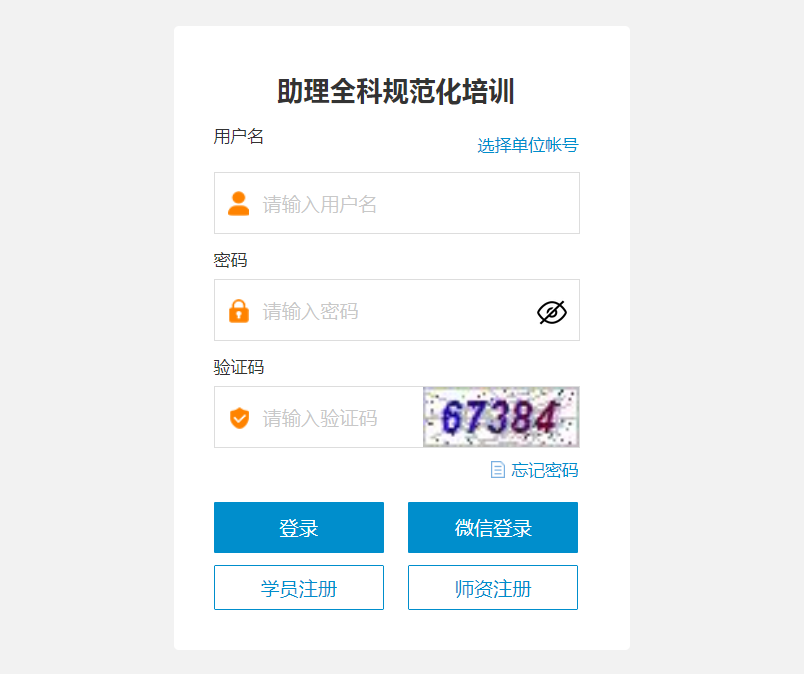 助理全科规范化培训
用户名
选择单位帐号
请输入用户名
密码
请输入密码
验证码
请输入验证码
67384
忘记密码
登录
微信登录
学员注册
师资注册